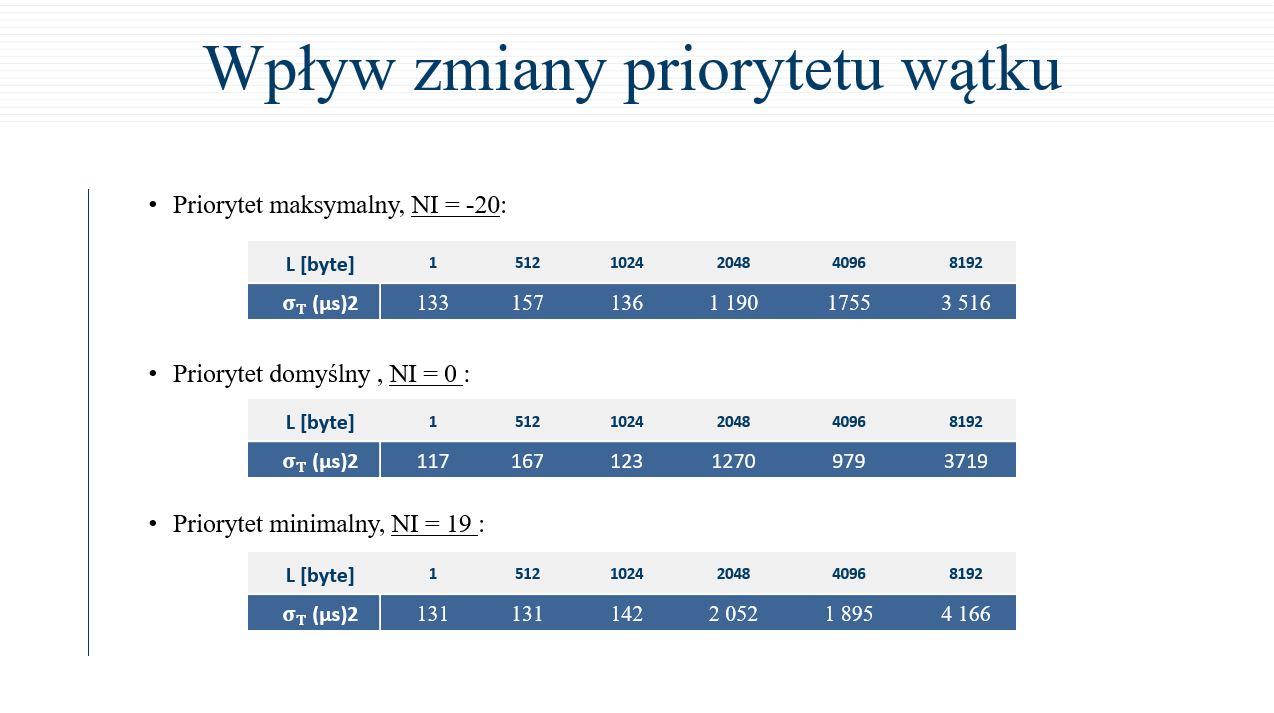 Wpływ zmiany priorytetu wątku
• Priorytet maksymalny, NI = -20:
L [byte] 1 512 1024 2048 4096 8192
σT (µs)2 133 157 136 1 190 1755 3 516
• Priorytet domyślny , NI = 0 :
L [byte] 1 512 1024 2048 4096 8192
σT (µs)2 117 167 123 1270 979 3719
• Priorytet minimalny, NI = 19 :
L [byte] 1 512 1024 2048 4096 8192
σT (µs)2 131 131 142 2 052 1 895 4 166